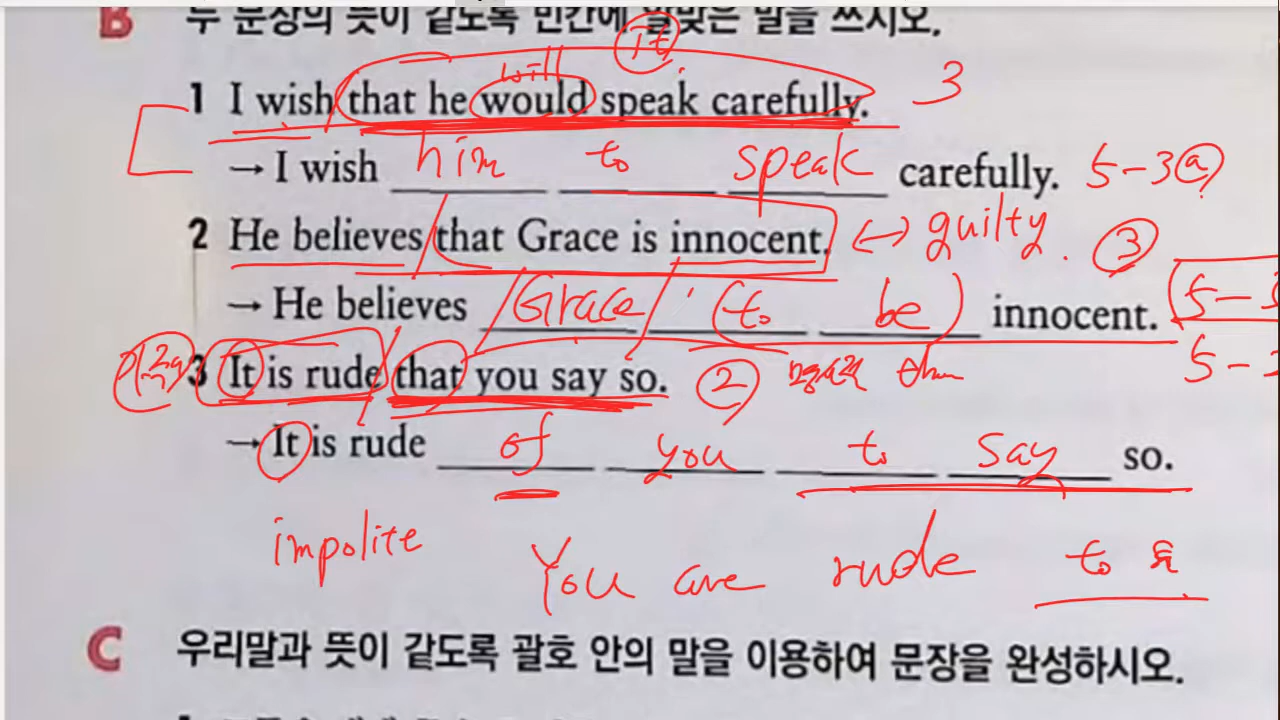 B 두 문장의 뜻이 같도록 빈칸에 알맞은 말을 쓰시오.
It
will
1 I wish that he would speak carefully. 3
→ I wish him to speak carefully. 5-3ⓐ
2 He believes that Grace is innocent. ↔ guilty. ③
→ He believes Grace (to be) innocent. 5-
3 It is rude that you say so. ② 5-
→ It is rude of you to say so.
impolite You are rude to
C 우리말과 뜻이 같도록 괄호 안의 말을 이용하여 문장을 완성하시오.